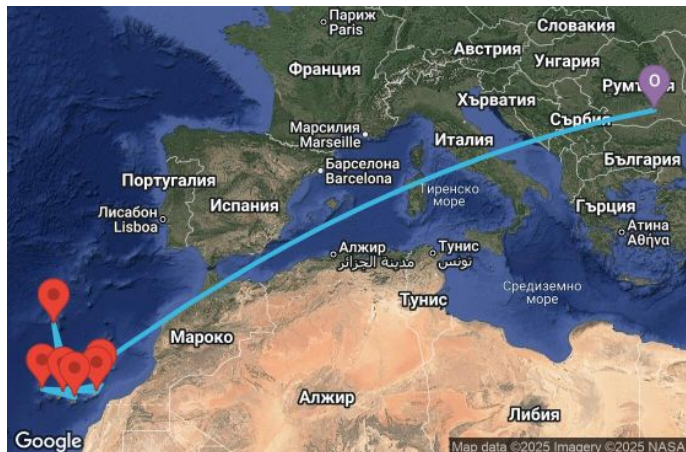 Париж
Paris
Словакия
Австрия
Унгария
Франция
Румъния
O
Хърватия
Сърбия
Марсилия
Marseille
Италия
България
Барселона
Barcelona
Португалия
Тиренско
море
Испания
Гърция
Лисабон
Lisboa
Атина
Αθήνα
Алжир
مدينة الجزائر
Тунис
تونس
Средиземно
море
Тунис
Мароко
Алжир
Либия
Google
Map data ©2025 Imagery ©2025 NASA